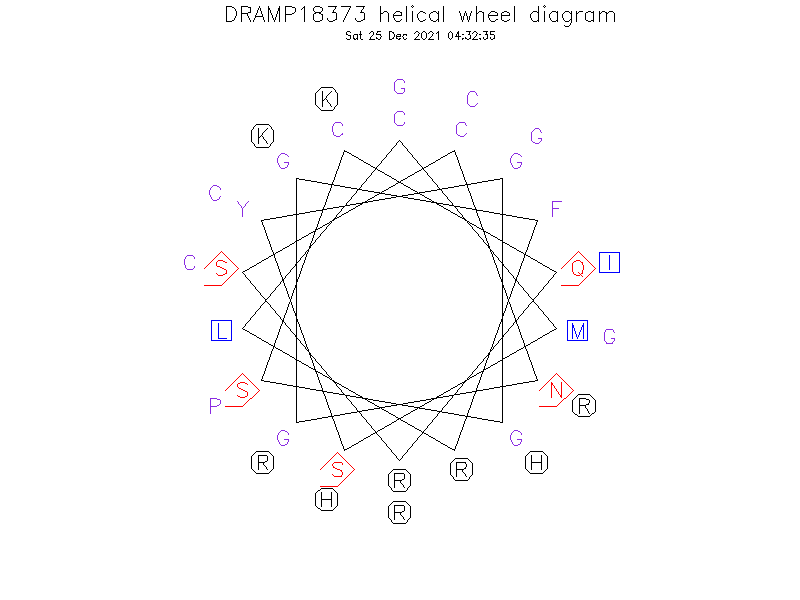 DRAMP18373 helical wheel diagram
Sat 25 Dec 2021 04:32:35
G
K C
C
K C C G
G G
C Y F
C S Q I
L M G
S N
P R
G G
R S R H
H R
R